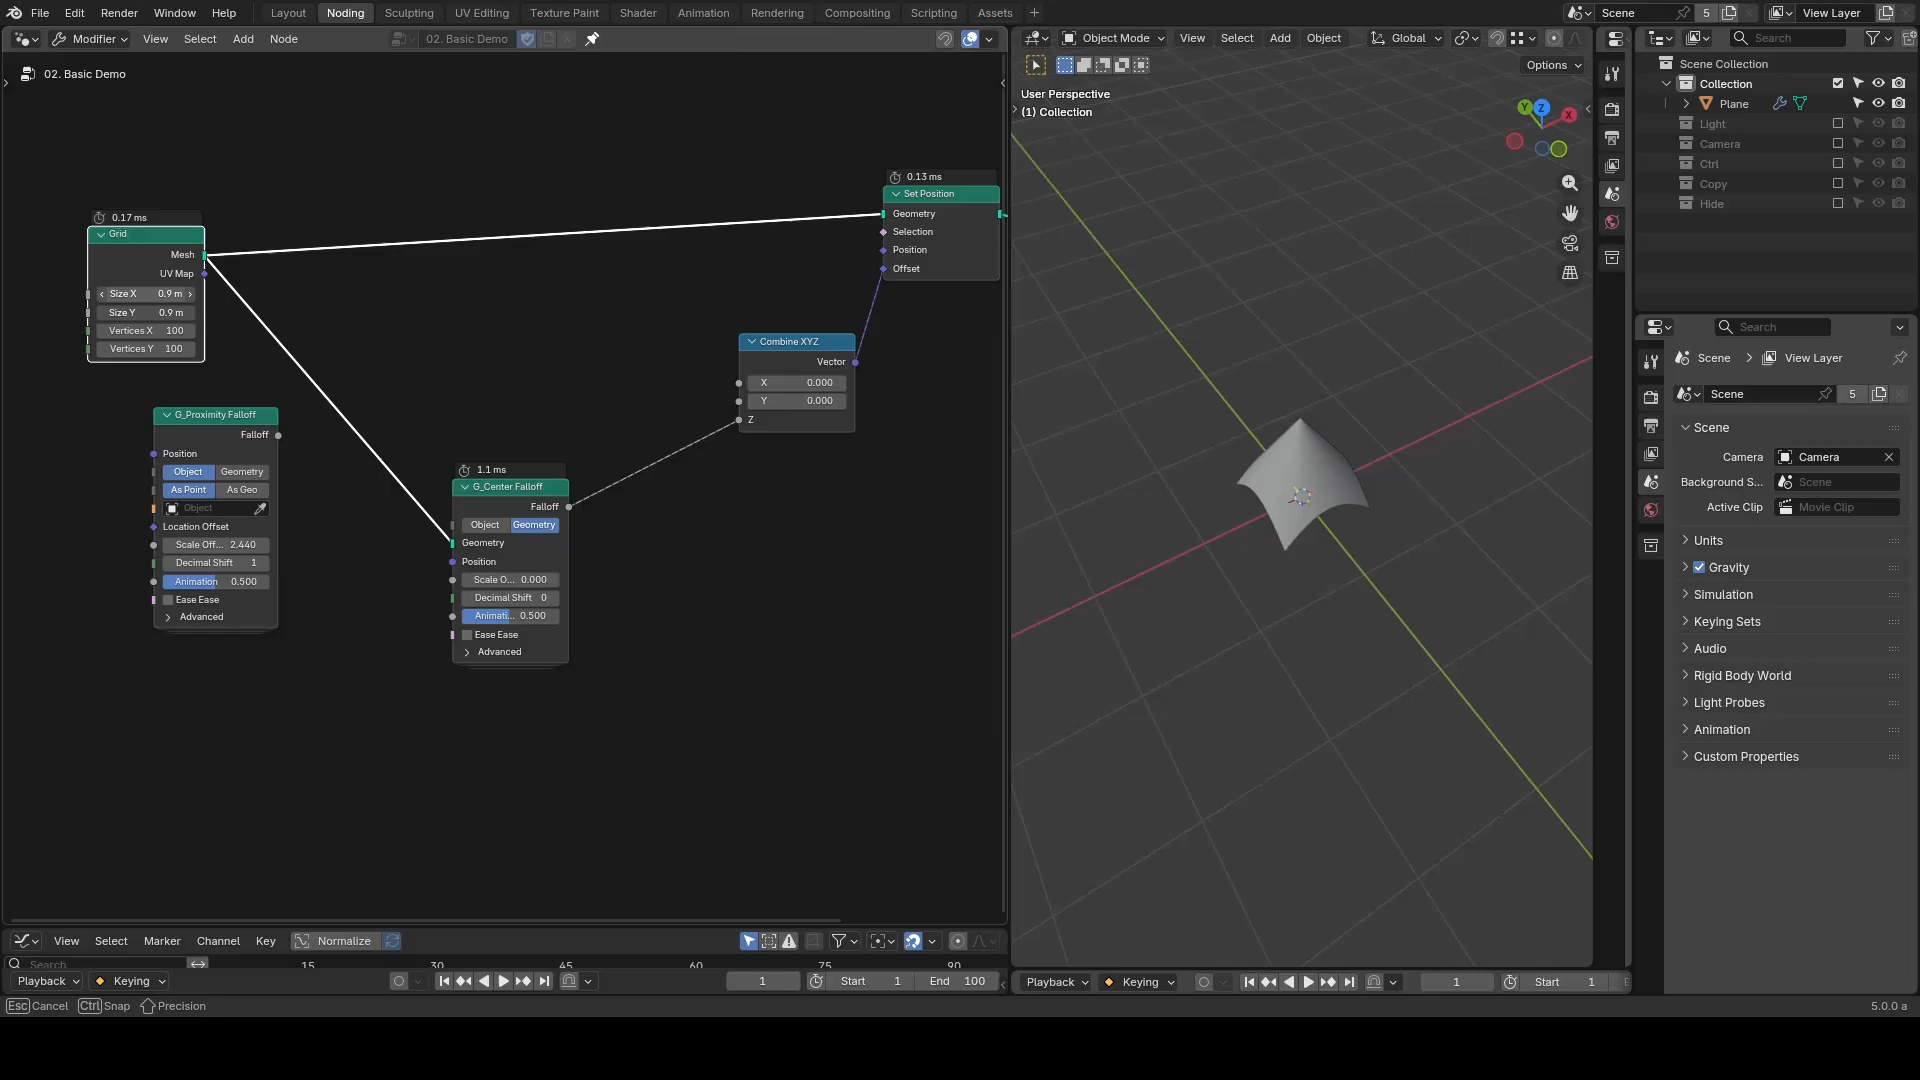 File Edit Render Window Help Layout Noding Sculpting UV Editing Texture Paint Shader Animation Rendering Compositing Scripting Assets Scene 5 View Layer
Modifier View Select Add Node 02. Basic Demo
Object Mode View Select Add Object Global
Search
02. Basic Demo
Options
User Perspective
(1) Collection
Y Z X
Scene Collection
Collection
Plane
Light
Camera
Ctrl
Copy
Hide
0.17 ms
Grid
Mesh
UV Map
Size X 0.9 m
Size Y 0.9 m
Vertices X 100
Vertices Y 100
0.13 ms
Set Position
Geometry
Selection
Position
Offset
Combine XYZ
Vector
X 0.000
Y 0.000
Z
G_Proximity Falloff
Falloff
Position
Object Geometry
As Point As Geo
Object
Location Offset
Scale Off... 2.440
Decimal Shift 1
Animation 0.500
Ease Ease
Advanced
1.1 ms
G_Center Falloff
Falloff
Object Geometry
Geometry
Position
Scale O... 0.000
Decimal Shift 0
Animati... 0.500
Ease Ease
Advanced
Search
Scene View Layer
Scene 5
Scene
Camera Camera
Background S... Scene
Active Clip Movie Clip
Units
Gravity
Simulation
Keying Sets
Audio
Rigid Body World
Light Probes
Animation
Custom Properties
View Select Marker Channel Key Normalize
Search 15 30 45 60 75 90
Playback Keying 1 Start 1 End 100
Playback Keying 1 Start 1
Esc Cancel Ctrl Snap Precision 5.0.0 a